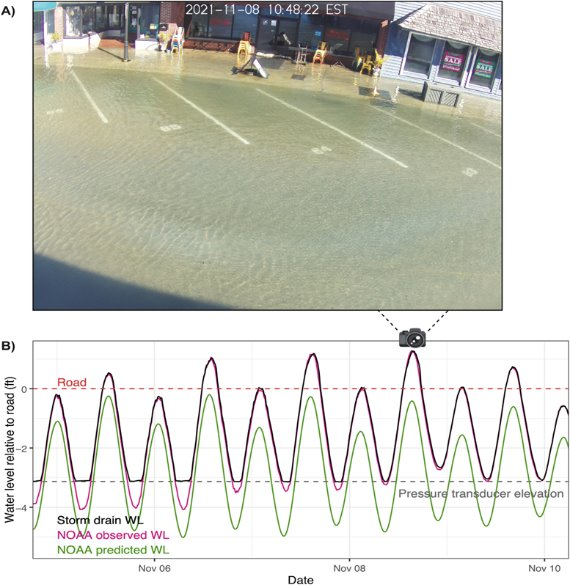 A)
2021-11-08 10:48:22 EST
SALE
SALE
B)
Water level relative to road (ft)
0
−2
−4
Road
Pressure transducer elevation
Storm drain WL
NOAA observed WL
NOAA predicted WL
Nov 06
Nov 08
Nov 10
Date